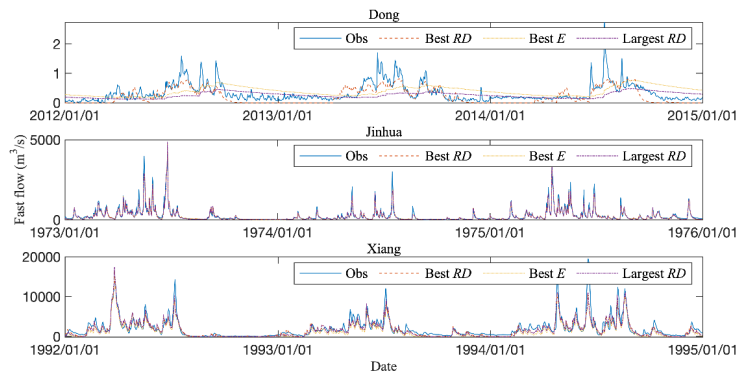 Dong
Obs Best RD Best E Largest RD
2
1
0
2012/01/01 2013/01/01 2014/01/01 2015/01/01
Jinhua
5000
Obs Best RD Best E Largest RD
Fast flow (m³/s)
0
1973/01/01 1974/01/01 1975/01/01 1976/01/01
Xiang
20000
Obs Best RD Best E Largest RD
10000
0
1992/01/01 1993/01/01 1994/01/01 1995/01/01
Date